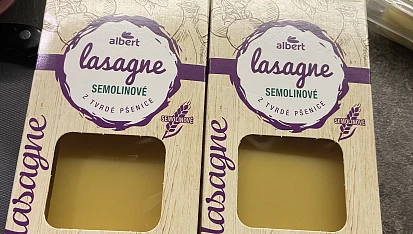 albert
lasagne
SEMOLINOVÉ
Z TVRDÉ PŠENICE
SEMOLINOVÉ
lasagne
albert
lasagne
SEMOLINOVÉ
Z TVRDÉ PŠENICE
SEMOLINOVÉ
lasagne